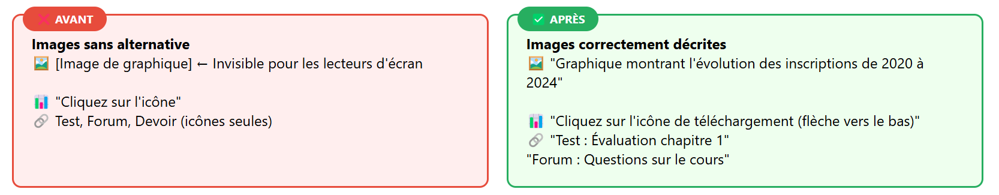 ❌ AVANT
Images sans alternative
🖼️ [Image de graphique] ← Invisible pour les lecteurs d'écran
📊 "Cliquez sur l'icône"
🔗 Test, Forum, Devoir (icônes seules)
✅ APRÈS
Images correctement décrites
🖼️ "Graphique montrant l'évolution des inscriptions de 2020 à
2024"
📊 "Cliquez sur l'icône de téléchargement (flèche vers le bas)"
🔗 "Test : Évaluation chapitre 1"
"Forum : Questions sur le cours"